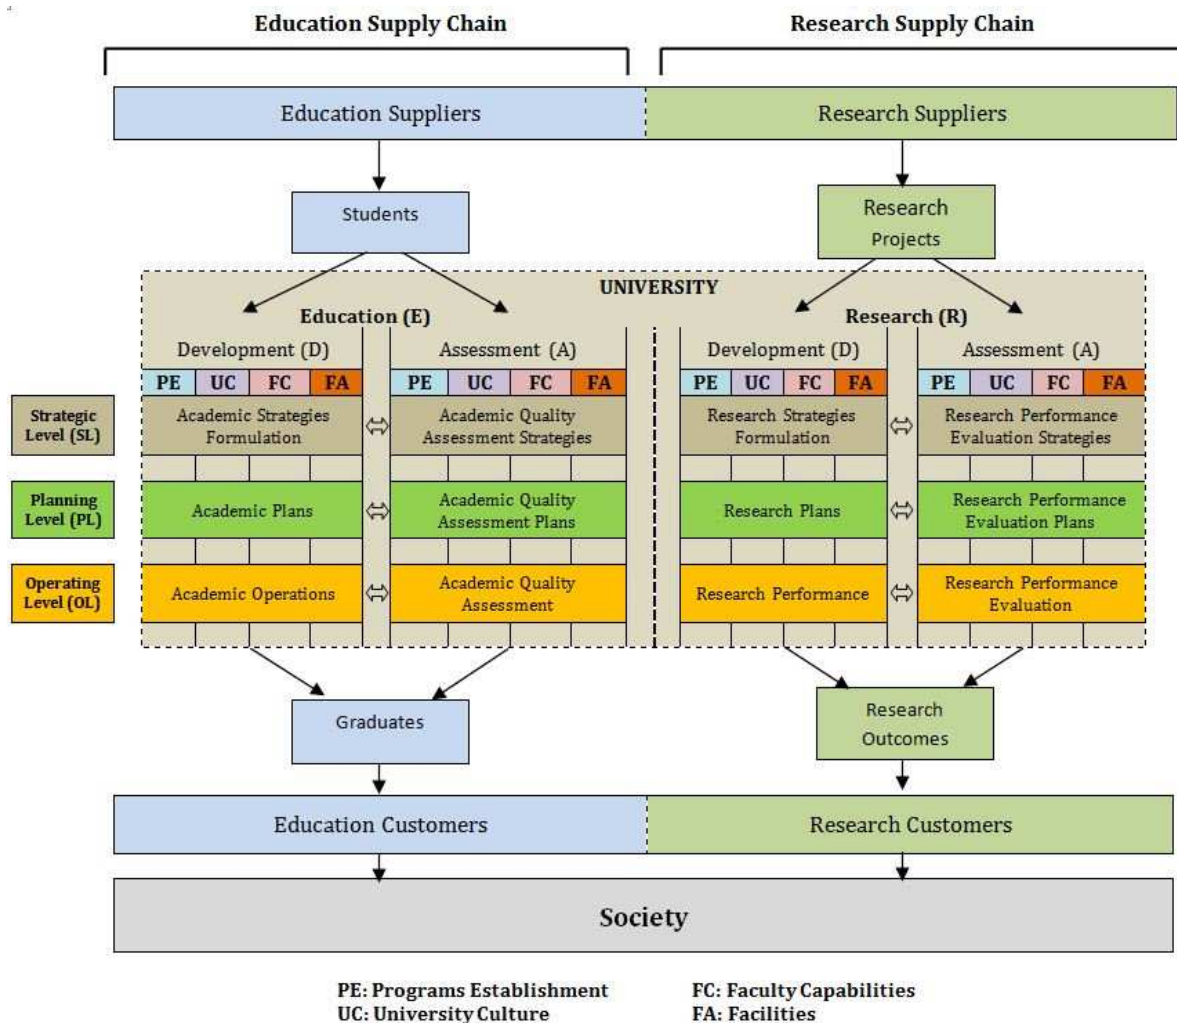 Education Supply Chain
Research Supply Chain
Education Suppliers
Research Suppliers
Students
Research
Projects
UNIVERSITY
Education (E)
Research (R)
Development (D)
Assessment (A)
Development (D)
Assessment (A)
PE UC FC FA
PE UC FC FA
PE UC FC FA
PE UC FC FA
Strategic
Level (SL)
Academic Strategies
Formulation
Academic Quality
Assessment Strategies
Research Strategies
Formulation
Research Performance
Evaluation Strategies
Planning
Level (PL)
Academic Plans
Academic Quality
Assessment Plans
Research Plans
Research Performance
Evaluation Plans
Operating
Level (OL)
Academic Operations
Academic Quality
Assessment
Research Performance
Research Performance
Evaluation
Graduates
Research
Outcomes
Education Customers
Research Customers
Society
PE: Programs Establishment
FC: Faculty Capabilities
UC: University Culture
FA: Facilities